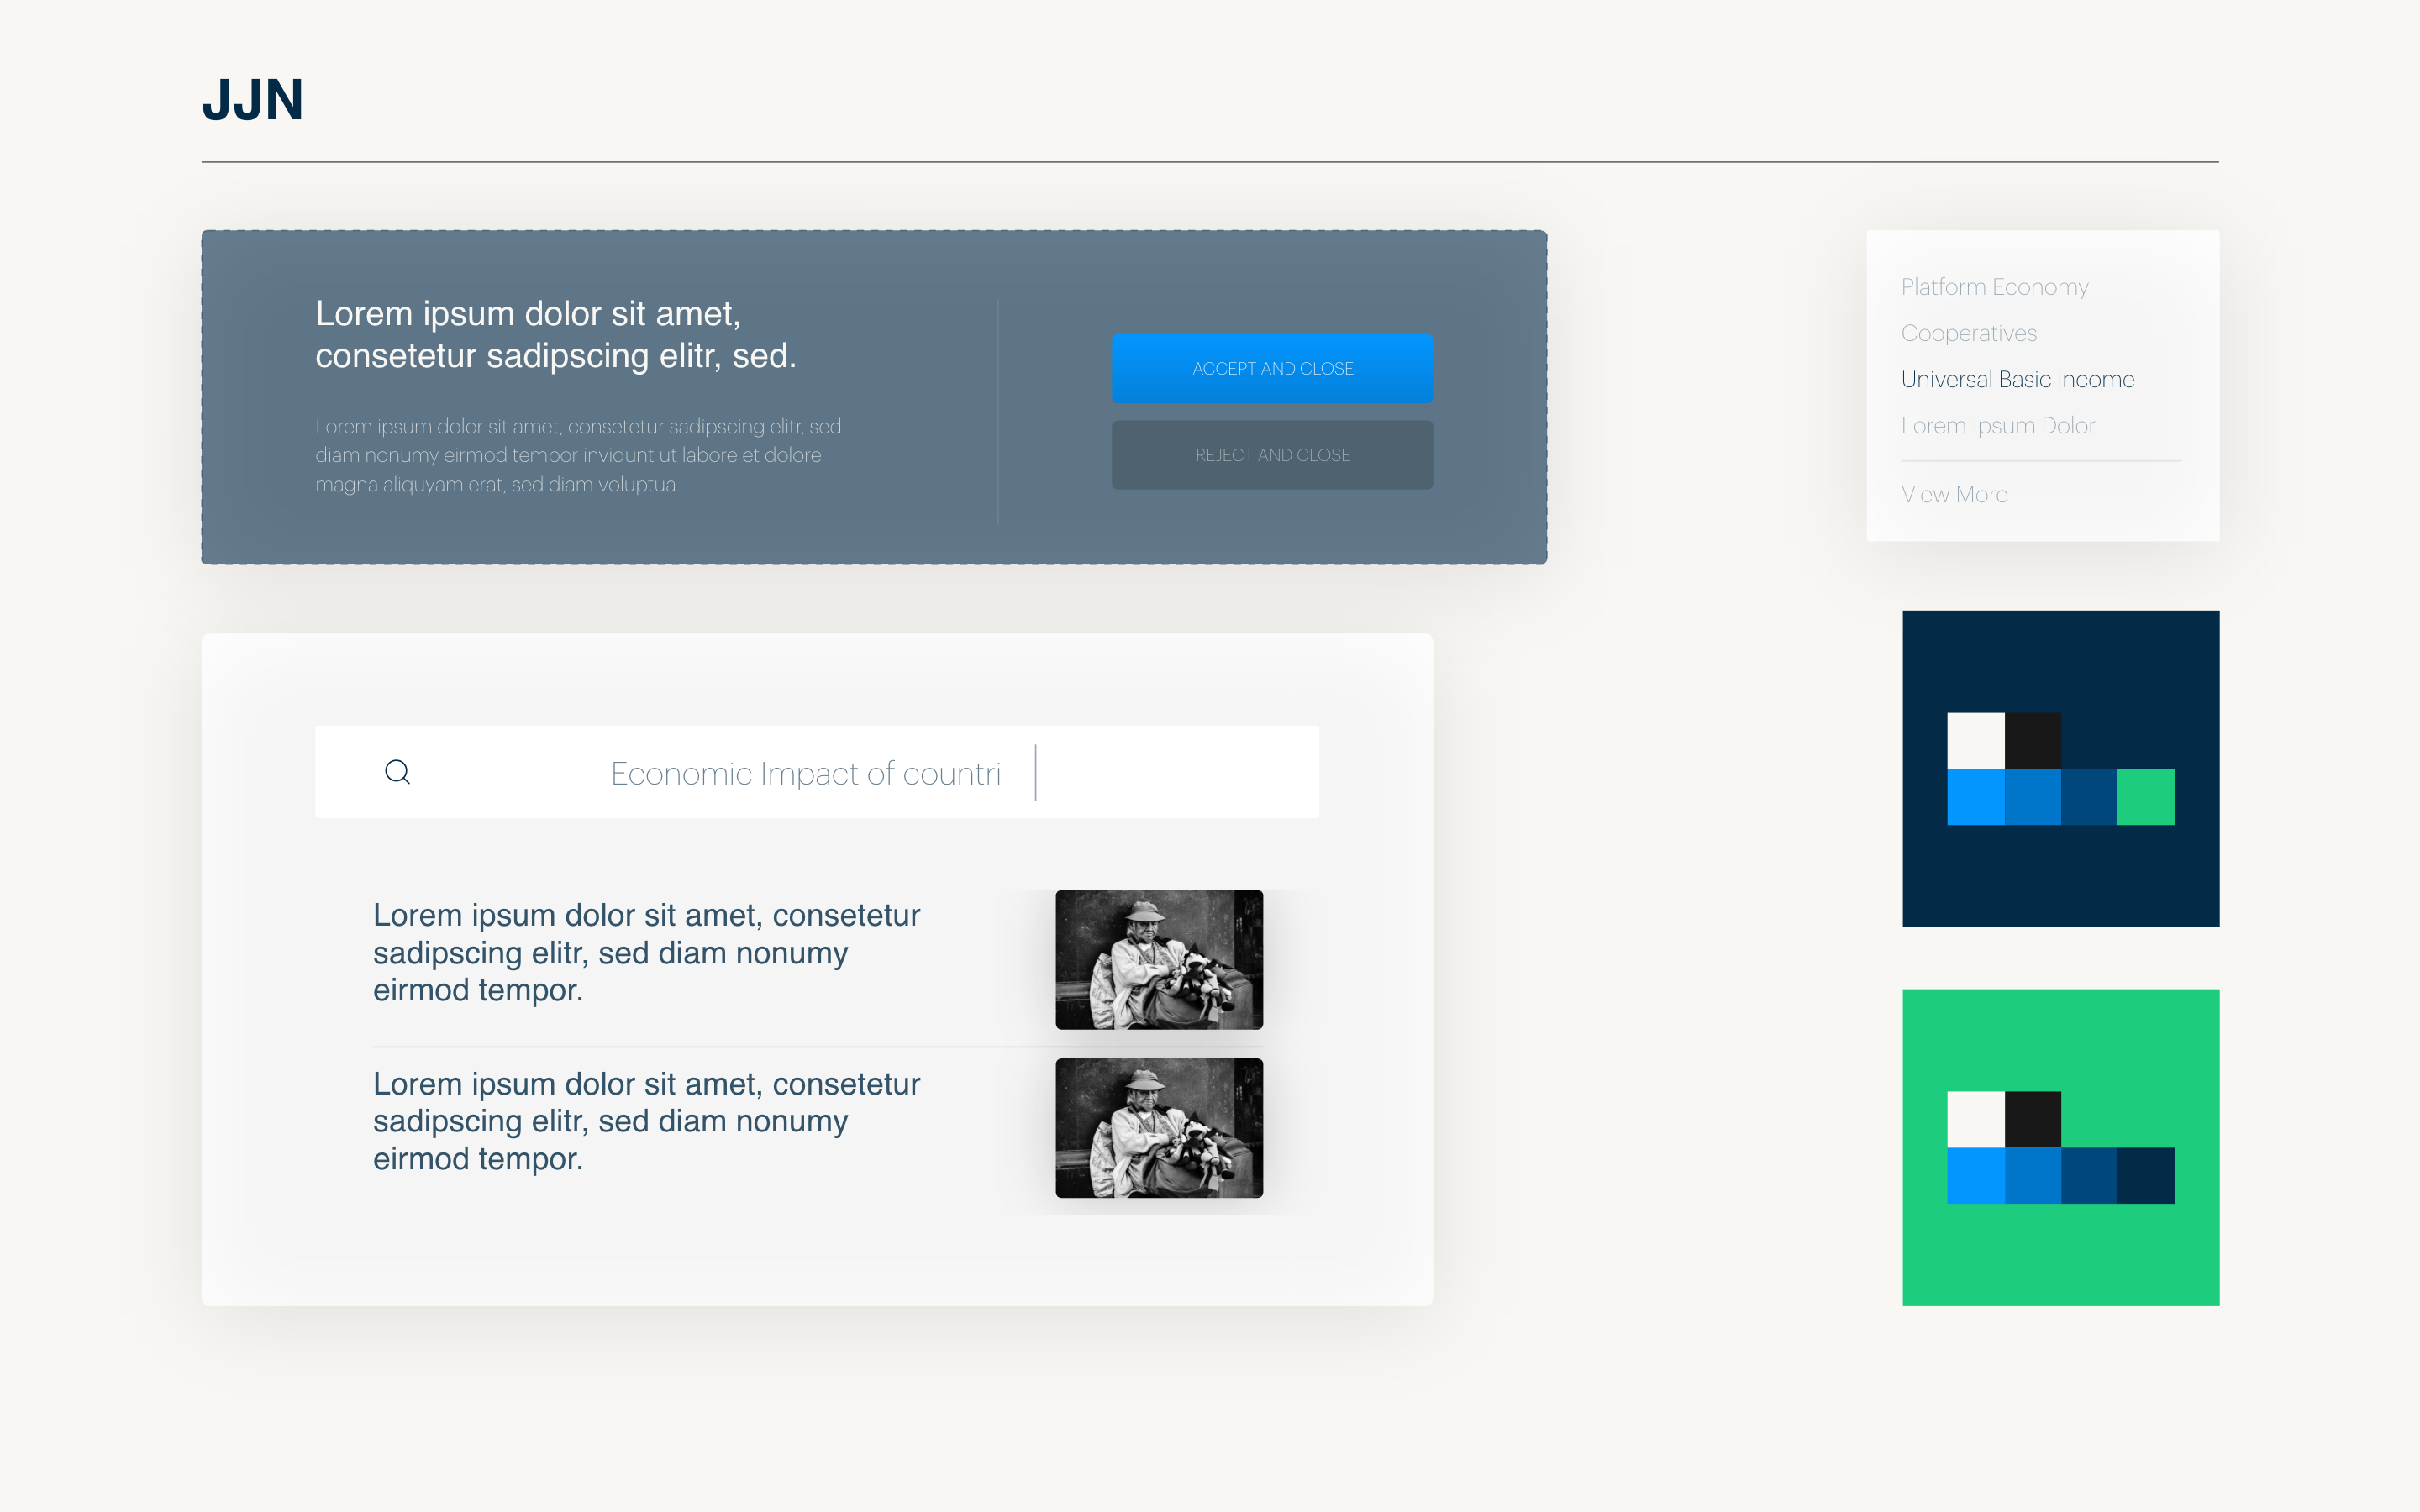 JJN
Lorem ipsum dolor sit amet,
consetetur sadipscing elitr, sed.
Lorem ipsum dolor sit amet, consetetur sadipscing elitr, sed
diam nonumy eirmod tempor invidunt ut labore et dolore
magna aliquyam erat, sed diam voluptua.
ACCEPT AND CLOSE
REJECT AND CLOSE
Platform Economy
Cooperatives
Universal Basic Income
Lorem Ipsum Dolor
View More
Economic Impact of countri
Lorem ipsum dolor sit amet, consetetur
sadipscing elitr, sed diam nonumy
eirmod tempor.
Lorem ipsum dolor sit amet, consetetur
sadipscing elitr, sed diam nonumy
eirmod tempor.